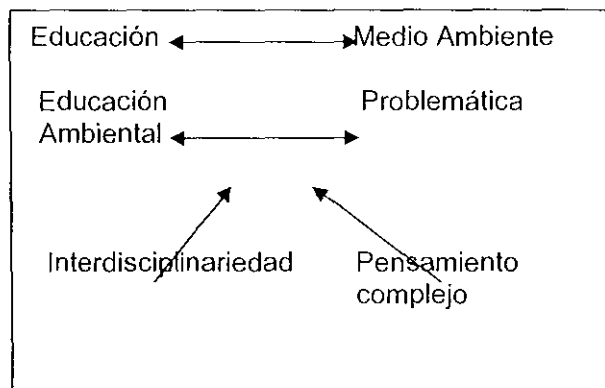 Educación Medio Ambiente
Educación Problemática
Ambiental
Interdisciplinariedad Pensamiento
complejo